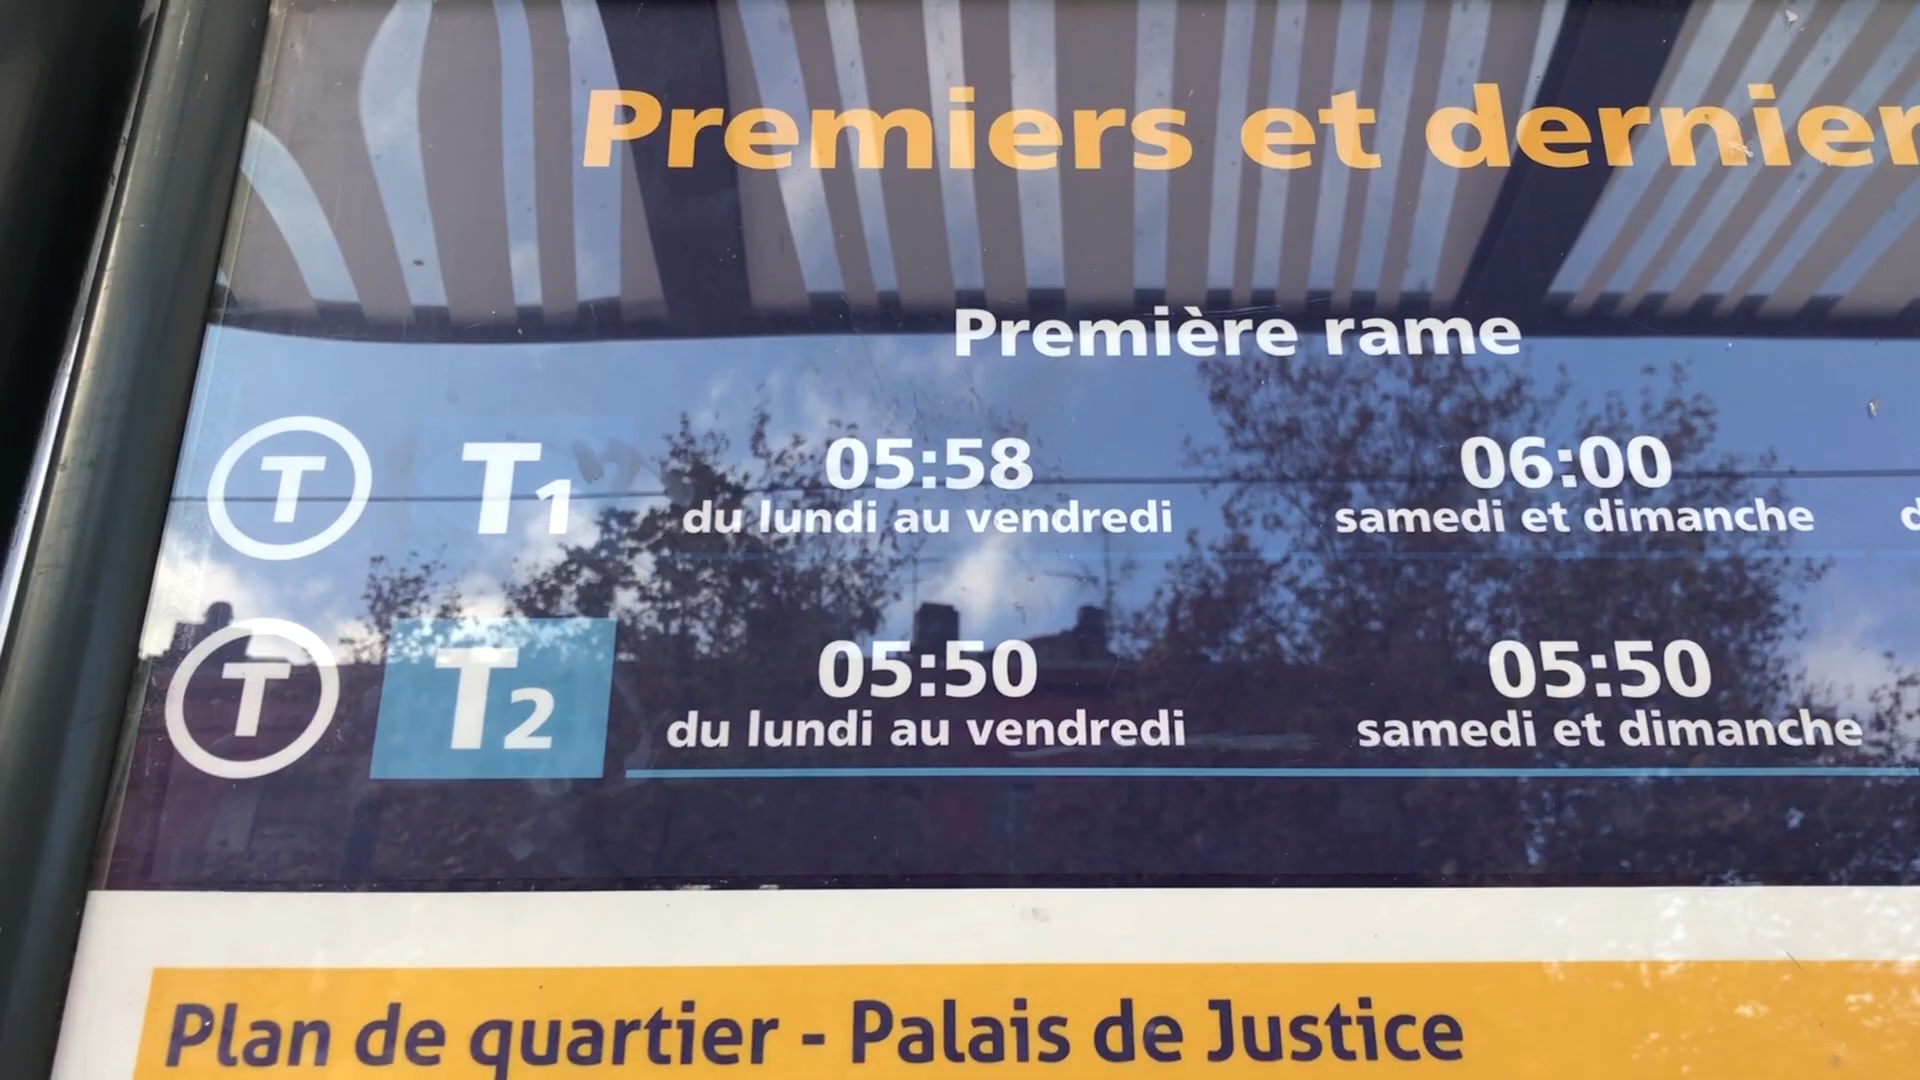 Premiers et dernier
Première rame
T T1 05:58 06:00
du lundi au vendredi samedi et dimanche
T T2 05:50 05:50
du lundi au vendredi samedi et dimanche
Plan de quartier - Palais de Justice